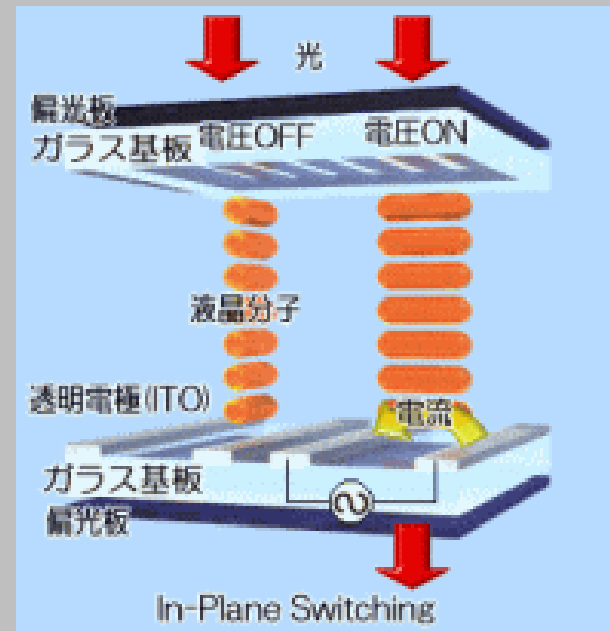 光
偏光板
ガラス基板
電圧OFF
電圧ON
液晶分子
透明電極(ITO)
電流
ガラス基板
偏光板
In-Plane Switching